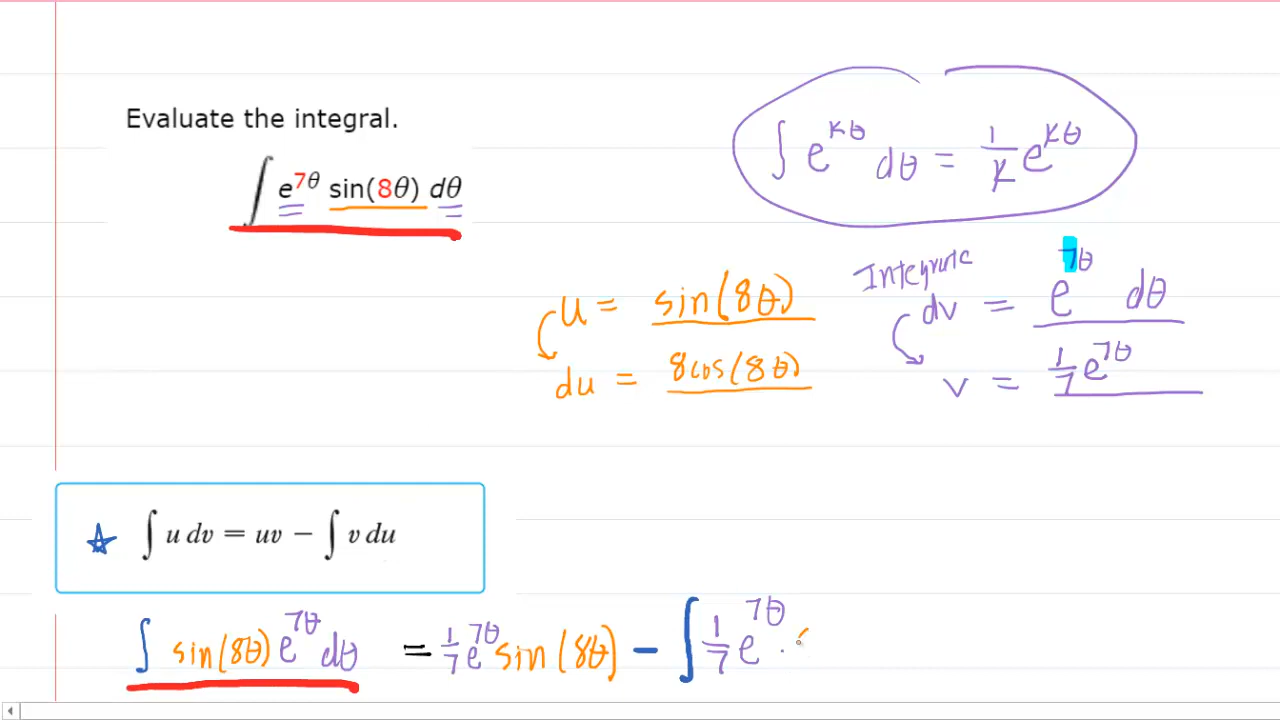 Evaluate the integral.
∫ e^{7θ} sin(8θ) dθ
∫ e^{kθ} dθ = 1/k e^{kθ}
Integrate
u = sin(8θ)
dv = e^{7θ} dθ
du = 8cos(8θ)
v = 1/7 e^{7θ}
☆ ∫ u dv = uv − ∫ v du
∫ sin(8θ) e^{7θ} dθ = 1/7 e^{7θ} sin(8θ) − ∫ 1/7 e^{7θ} ·